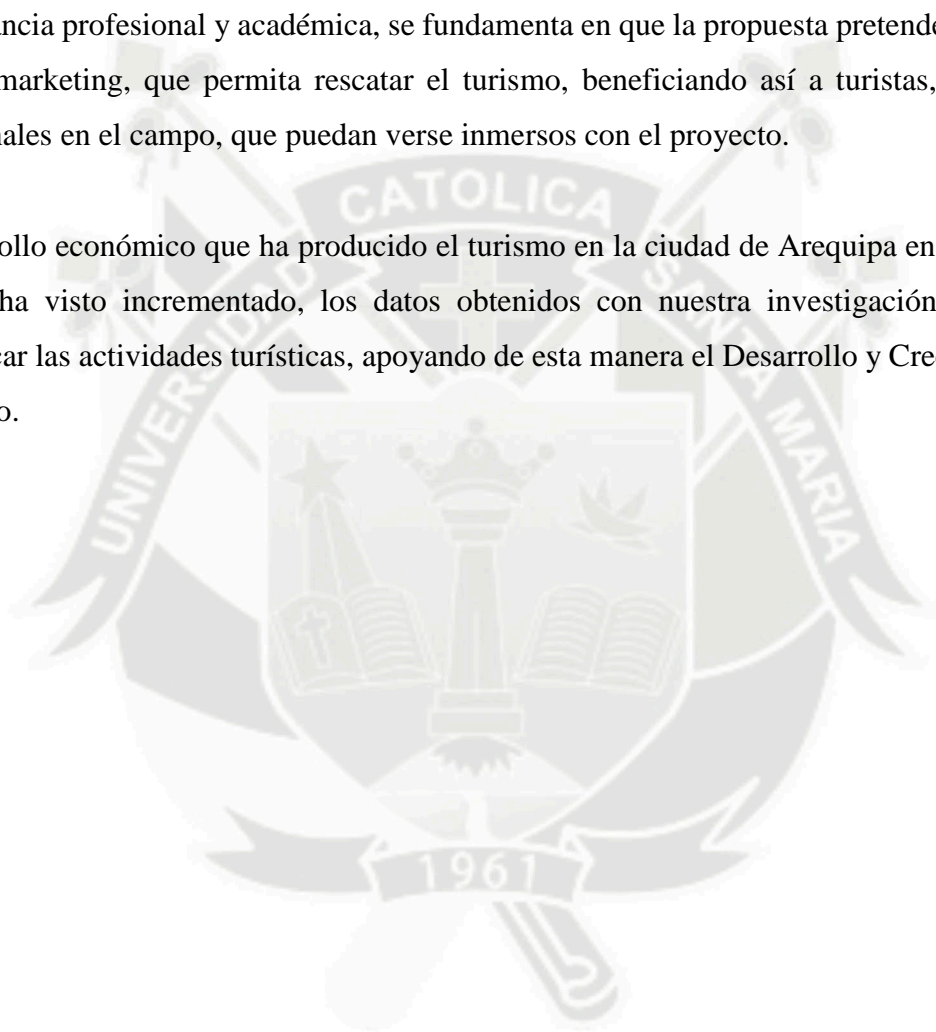 ancia profesional y académica, se fundamenta en que la propuesta pretende
marketing, que permita rescatar el turismo, beneficiando así a turistas,
nales en el campo, que puedan verse inmersos con el proyecto.
ollo económico que ha producido el turismo en la ciudad de Arequipa en
ha visto incrementado, los datos obtenidos con nuestra investigación
car las actividades turísticas, apoyando de esta manera el Desarrollo y Cre
o.
UNIVERSIDAD CATOLICA SANTA MARIA
1961